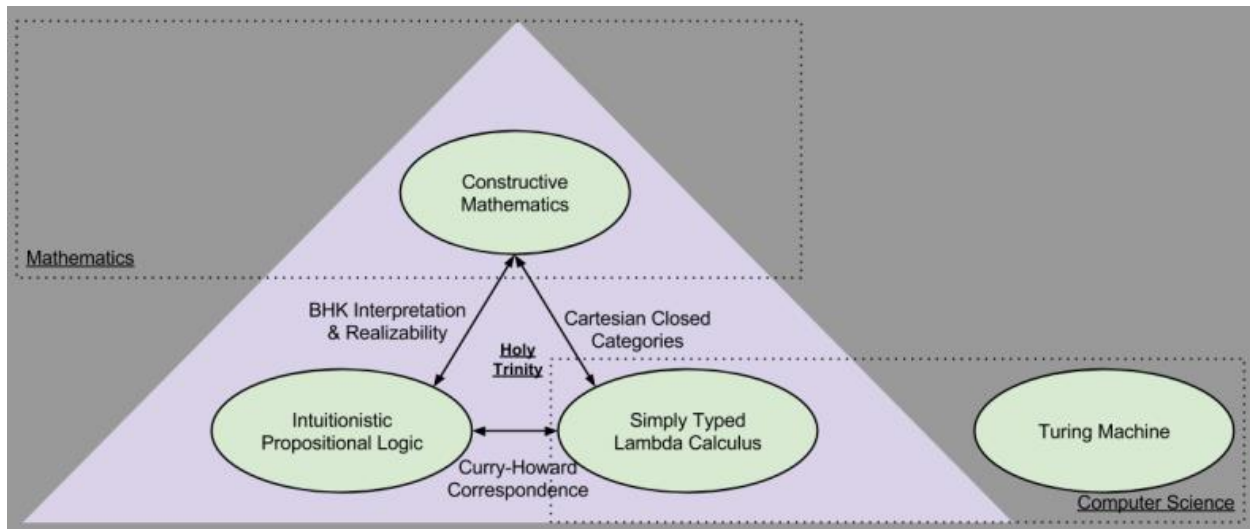 Constructive
Mathematics
Mathematics
BHK Interpretation
& Realizability
Cartesian Closed
Categories
Holy
Trinity
Intuitionistic
Propositional Logic
Simply Typed
Lambda Calculus
Turing Machine
Curry-Howard
Correspondence
Computer Science